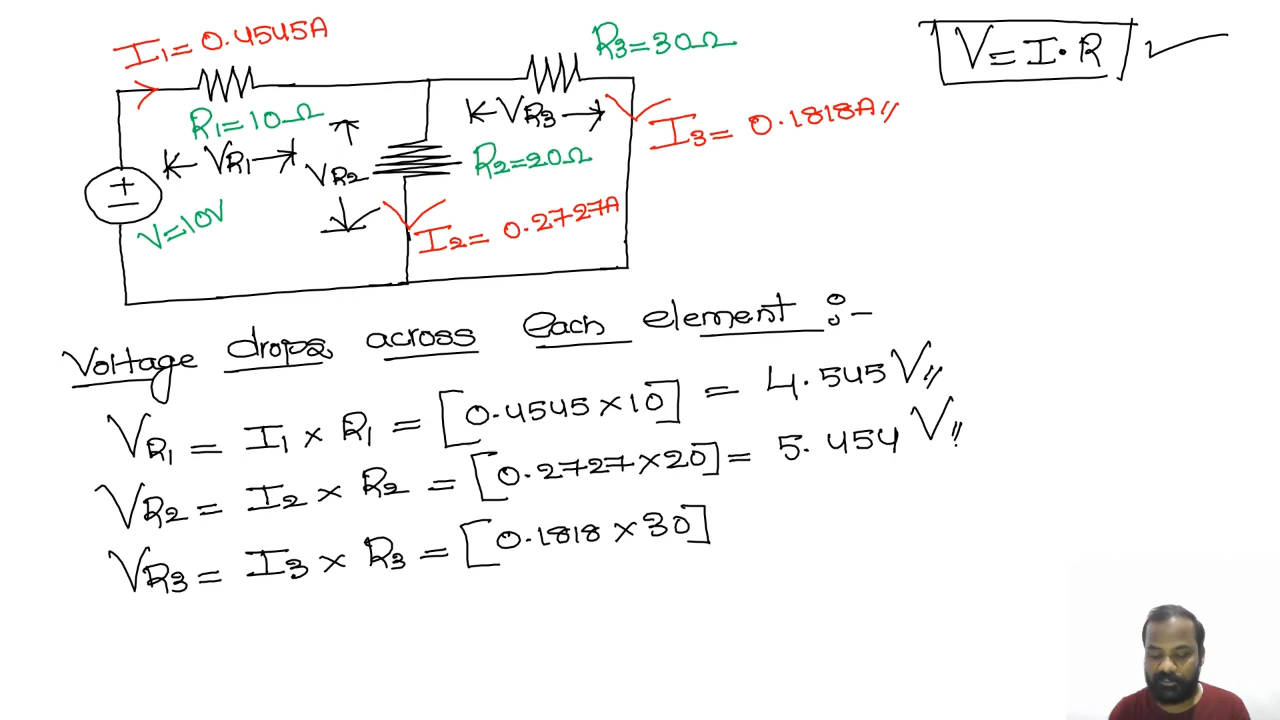 I1= 0.4545A
R3=30Ω
V=I·R
R1=10Ω
VR3
I3= 0.1818A
VR1
VR2
R2=20Ω
+
V=10V
I2= 0.2727A
Voltage drops across each element :-
VR1 = I1 × R1 = [0.4545×10] = 4.545V
VR2 = I2 × R2 = [0.2727×20] = 5.454 V
VR3 = I3 × R3 = [0.1818 × 30]